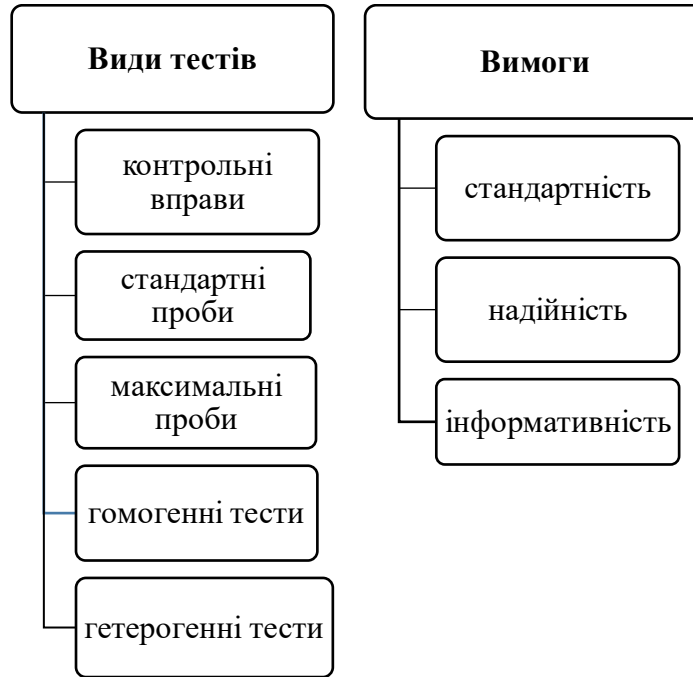 Види тестів
контрольні
вправи
стандартні
проби
максимальні
проби
гомогенні тести
гетерогенні тести
Вимоги
стандартність
надійність
інформативність